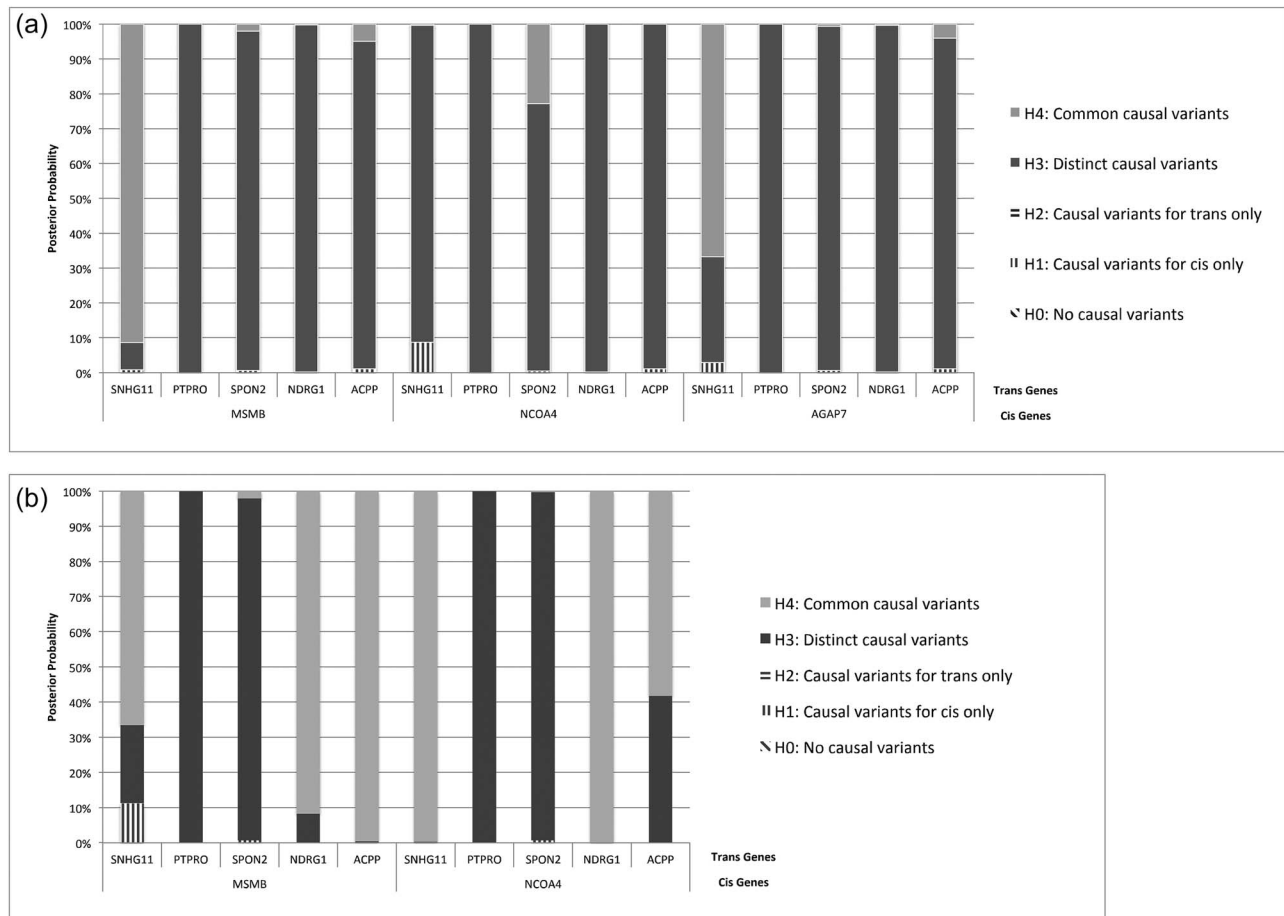 (a)
100%
90%
80%
70%
60%
50%
40%
30%
20%
10%
0%
Posterior Probability
SNHG11 PTPRO SPON2 NDRG1 ACPP SNHG11 PTPRO SPON2 NDRG1 ACPP SNHG11 PTPRO SPON2 NDRG1 ACPP Trans Genes
MSMB NCOA4 AGAP7 Cis Genes
H4: Common causal variants
H3: Distinct causal variants
H2: Causal variants for trans only
H1: Causal variants for cis only
H0: No causal variants
(b)
100%
90%
80%
70%
60%
50%
40%
30%
20%
10%
0%
Posterior Probability
SNHG11 PTPRO SPON2 NDRG1 ACPP SNHG11 PTPRO SPON2 NDRG1 ACPP Trans Genes
MSMB NCOA4 Cis Genes
H4: Common causal variants
H3: Distinct causal variants
H2: Causal variants for trans only
H1: Causal variants for cis only
H0: No causal variants